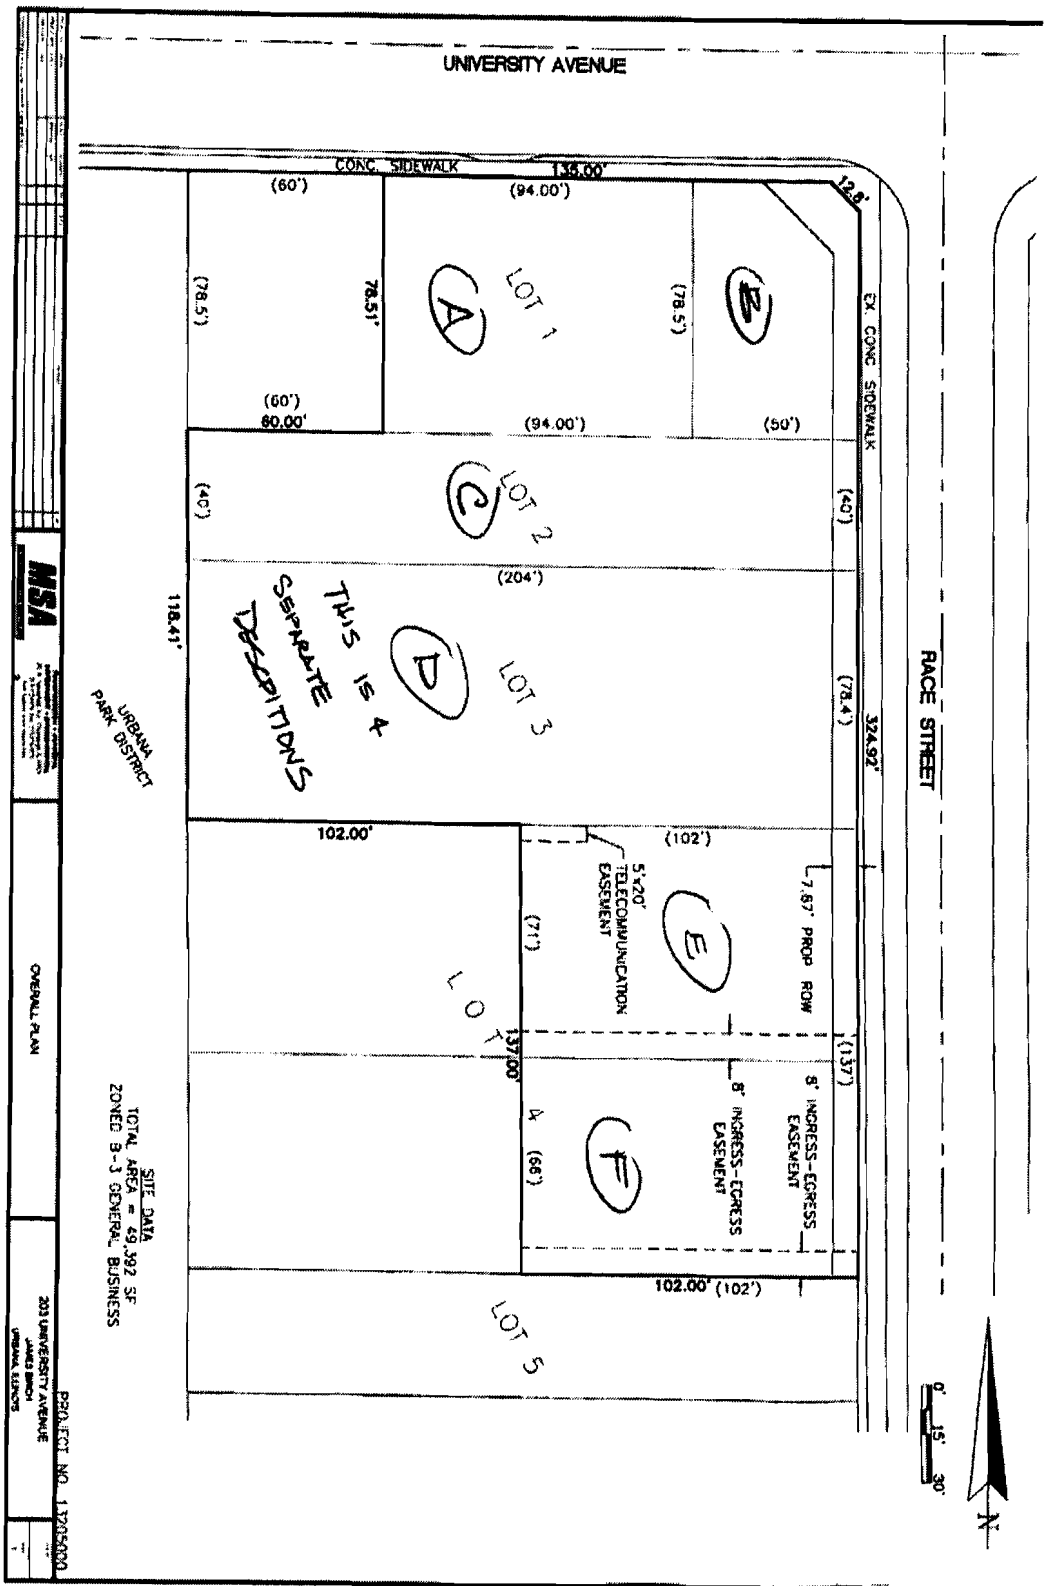 UNIVERSITY AVENUE
CONC. SIDEWALK
135.00'
12.8'
(60')
(94.00')
(78.5')
78.51'
LOT 1
A
(78.5')
B
EX. CONC SIDEWALK
(60')
60.00'
(94.00')
(50')
(40')
C
LOT 2
(40')
(204')
118.41'
THIS IS 4
SEPARATE
DESCRITIONS
D
LOT 3
(78.4')
324.92'
RACE STREET
URBANA
PARK DISTRICT
102.00'
(102')
5'x20'
TELECOMMUNICATION
EASEMENT
E
7.67' PROP ROW
(71')
LOT
4
137.00'
(137')
8' INGRESS-EGRESS
EASEMENT
8' INGRESS-EGRESS
EASEMENT
(66')
F
102.00' (102')
LOT 5
SITE DATA
TOTAL AREA = 49,392 SF
ZONED B-3 GENERAL BUSINESS
0' 15' 30'
N
MSA
OVERALL PLAN
203 UNIVERSITY AVENUE
JAMES BIRCH
URBANA, ILLINOIS
PROJECT NO. 13205000